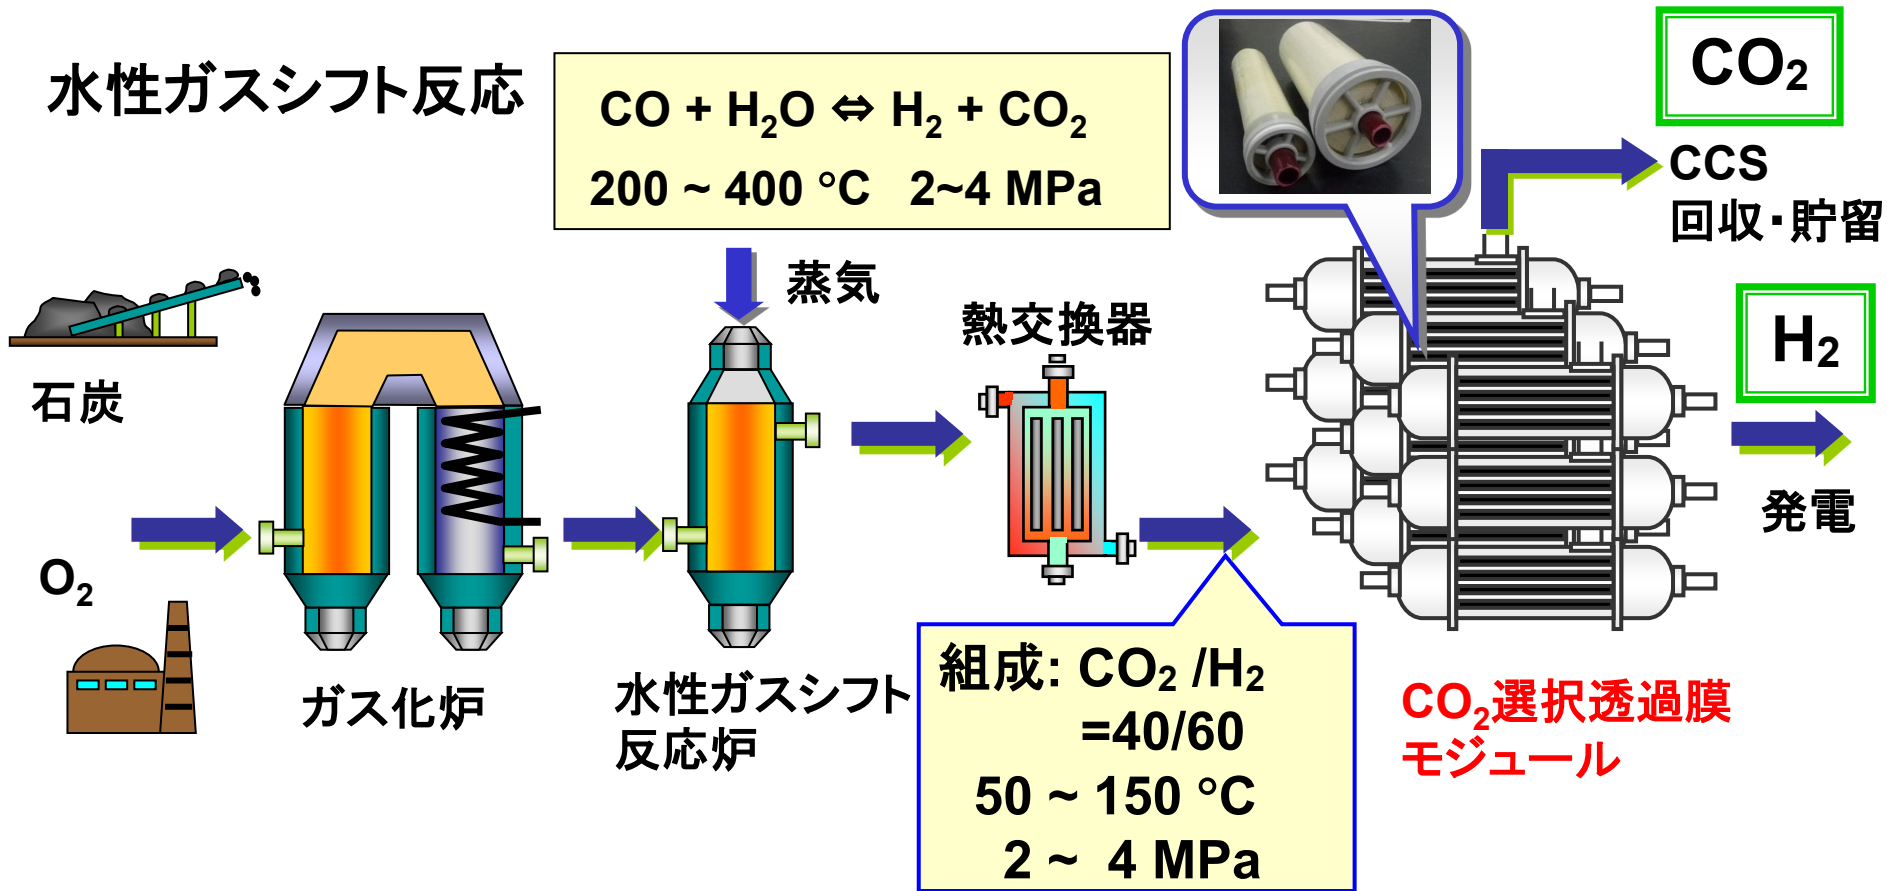 水性ガスシフト反応
CO + H₂O ⇔ H₂ + CO₂
200 ~ 400 °C 2~4 MPa
CO₂
CCS
回収・貯留
蒸気
熱交換器
H₂
石炭
発電
O₂
ガス化炉
水性ガスシフト
反応炉
組成: CO₂ /H₂
=40/60
50 ~ 150 °C
2 ~ 4 MPa
CO₂選択透過膜
モジュール